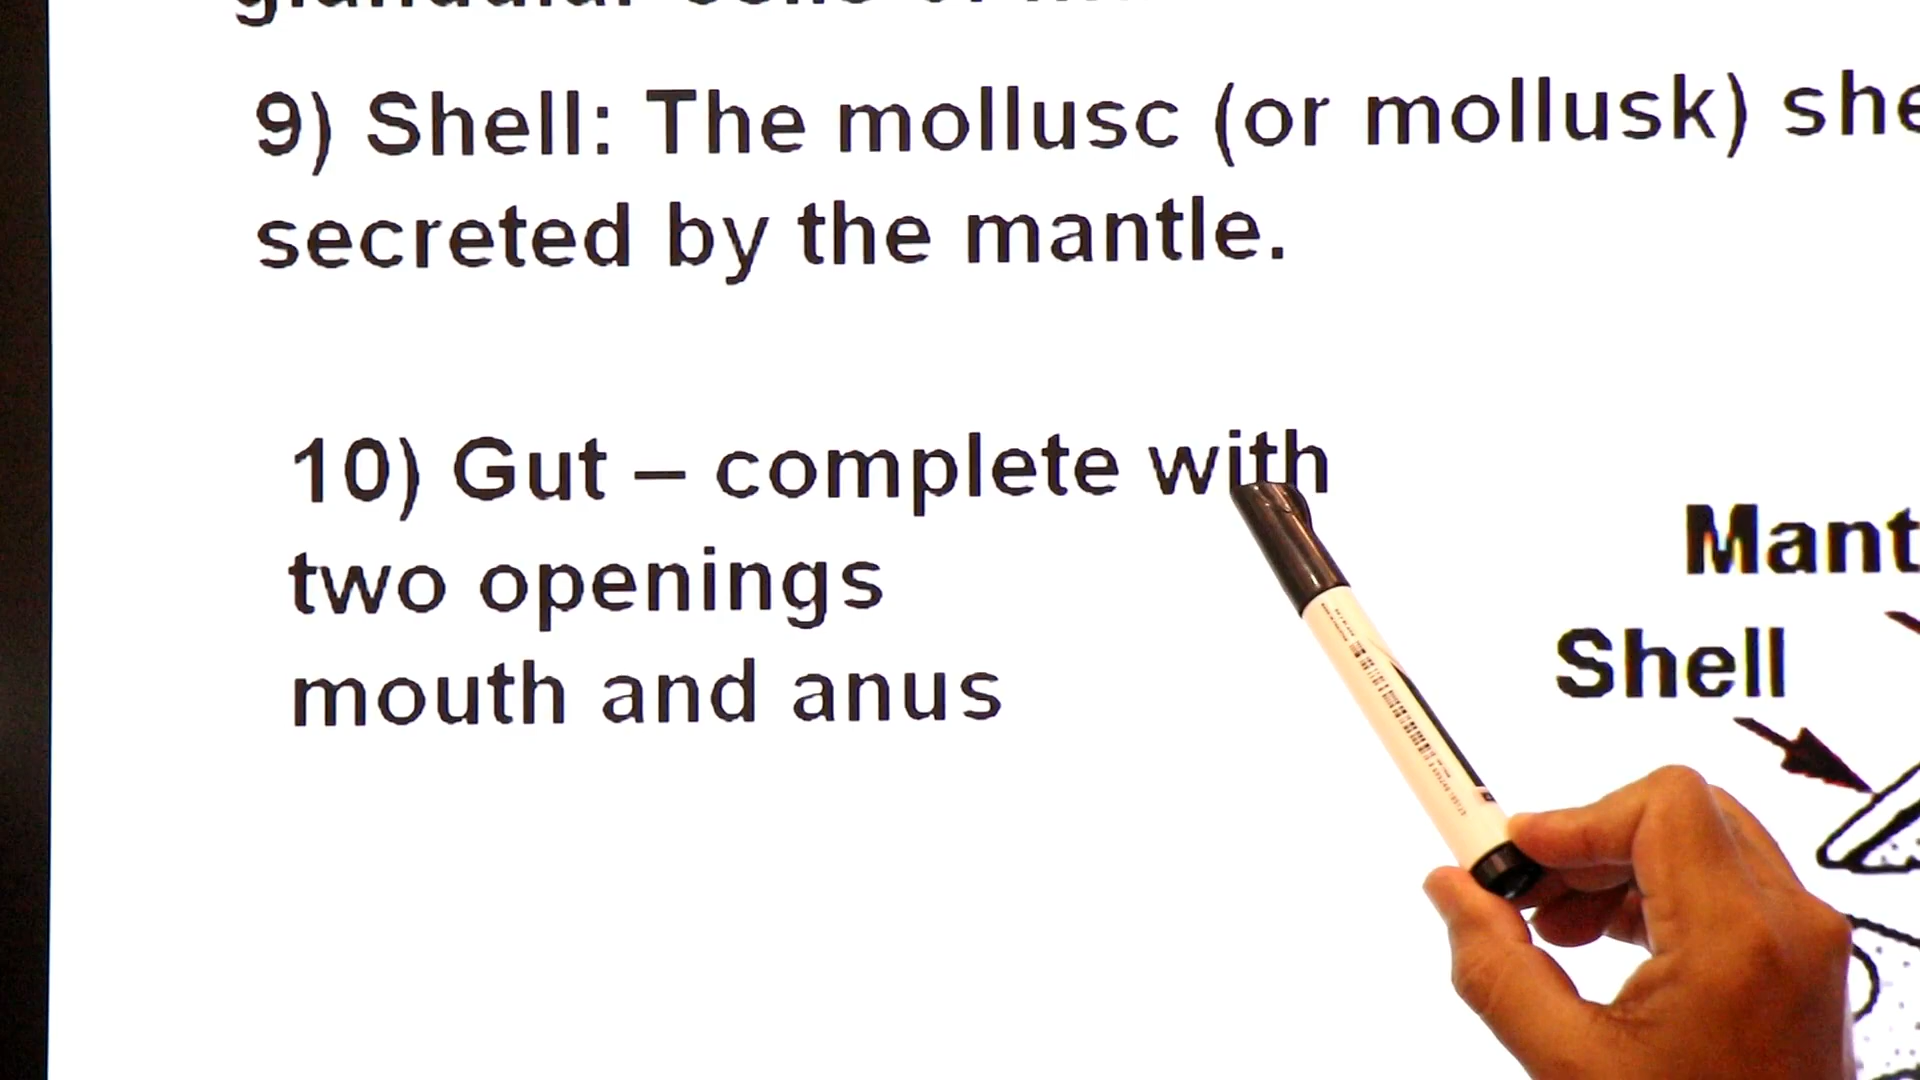 9) Shell: The mollusc (or mollusk)
secreted by the mantle.
10) Gut – complete with
two openings
mouth and anus
Shell